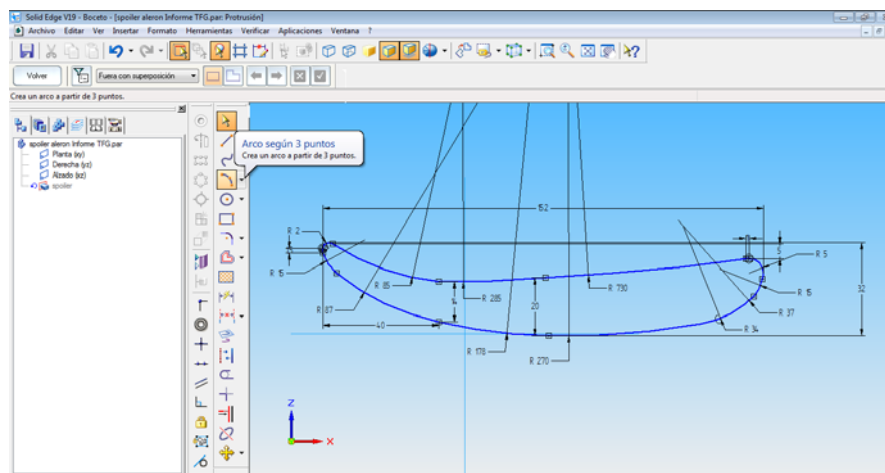 Solid Edge V19 - Boceto - [spoiler aleron Informe TFG.par: Protrusión]
Archivo Editar Ver Insertar Formato Herramientas Verificar Aplicaciones Ventana ?
Volver
Fuera con superposición
Crea un arco a partir de 3 puntos.
spoiler aleron Informe TFG.par
Planta (xy)
Derecha (yz)
Alzado (xz)
spoiler
Arco según 3 puntos
Crea un arco a partir de 3 puntos.
152
R 2
5
R 5
R 15
R 85
R 285
R 730
R 15
32
R 87
20
R 37
40
R 34
R 178
R 270
Z
X